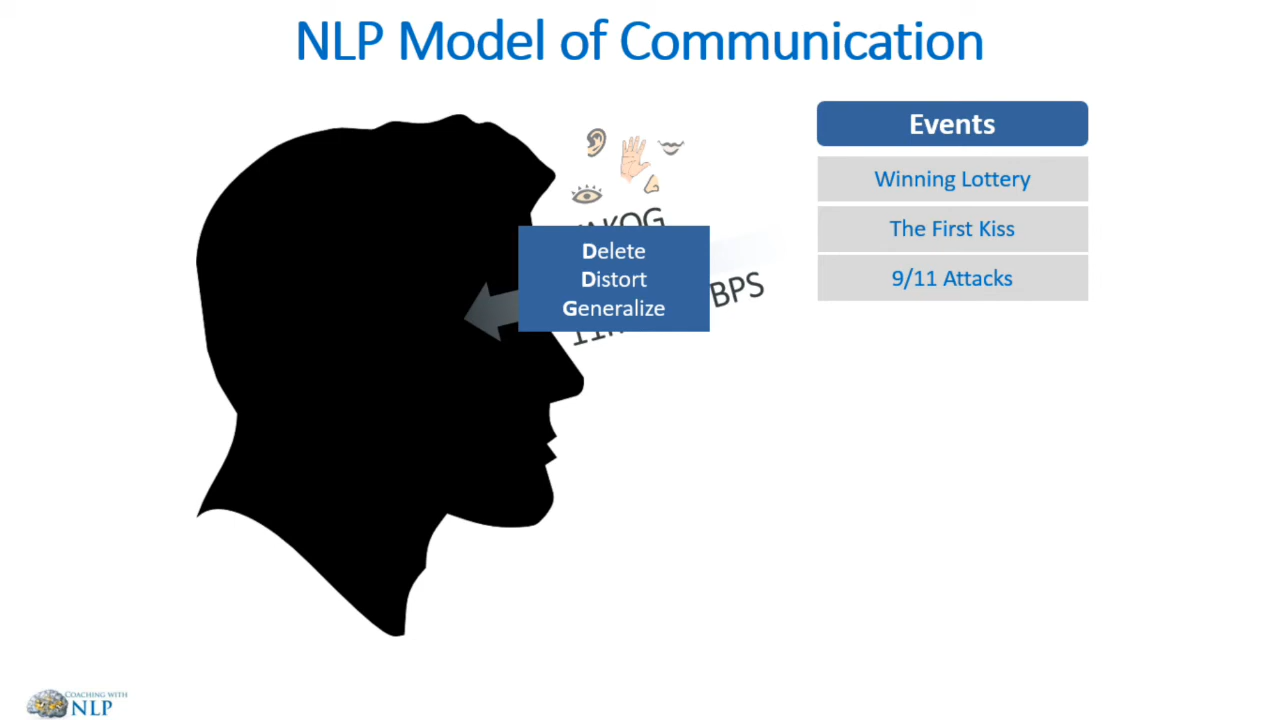 NLP Model of Communication
Events
Winning Lottery
The First Kiss
9/11 Attacks
Delete
Distort
Generalize
BPS
COACHING WITH
NLP